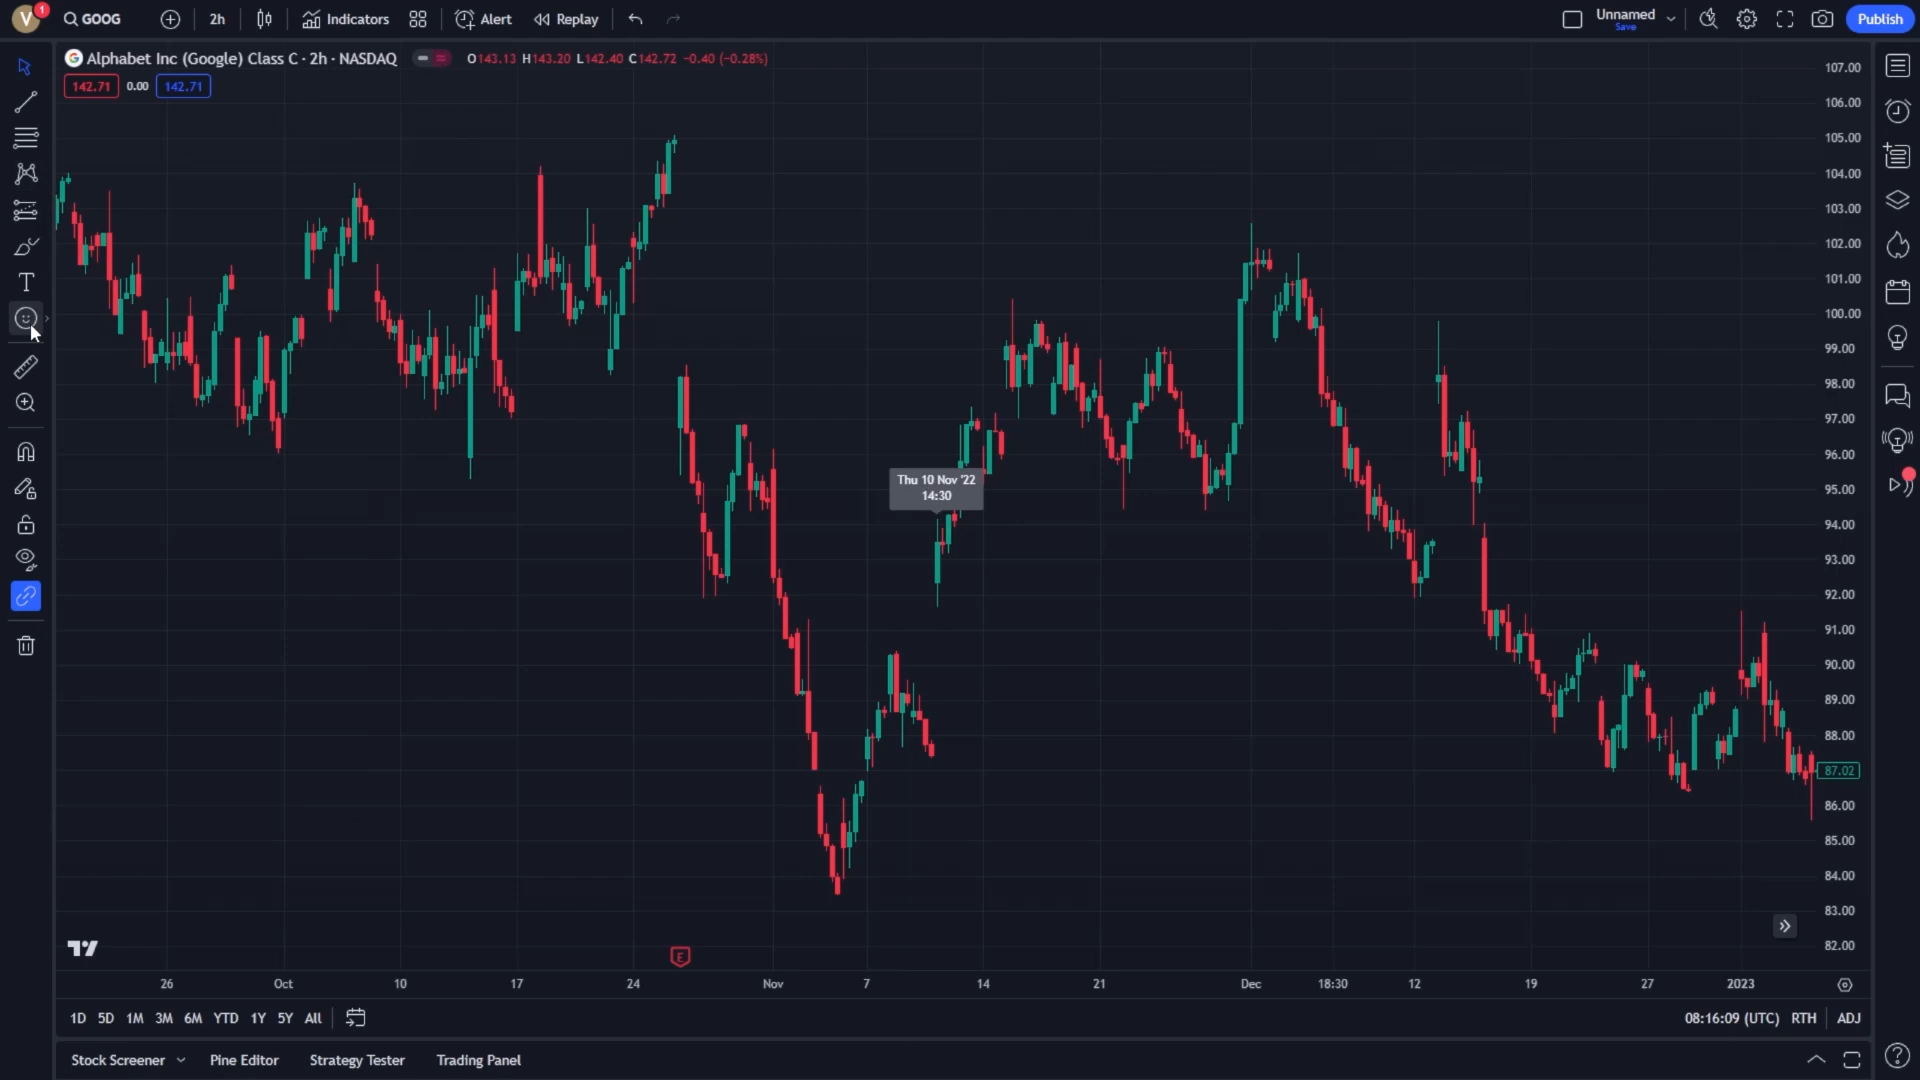 V
1
GOOG
2h
Indicators
Alert
Replay
Unnamed
Save
Publish
G
Alphabet Inc (Google) Class C · 2h · NASDAQ
O143.13 H143.20 L142.40 C142.72 −0.40 (−0.28%)
142.71
0.00
142.71
107.00
106.00
105.00
104.00
103.00
102.00
101.00
100.00
99.00
98.00
97.00
96.00
95.00
94.00
93.00
92.00
91.00
90.00
89.00
88.00
87.02
86.00
85.00
84.00
83.00
82.00
Thu 10 Nov '22
14:30
E
26
Oct
10
17
24
Nov
7
14
21
Dec
18:30
12
19
27
2023
1D
5D
1M
3M
6M
YTD
1Y
5Y
All
08:16:09 (UTC)
RTH
ADJ
Stock Screener
Pine Editor
Strategy Tester
Trading Panel